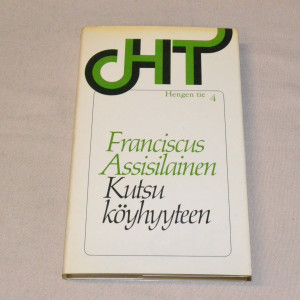 HT
Hengen tie 4
Franciscus
Assisilainen
Kutsu
köyhyyteen